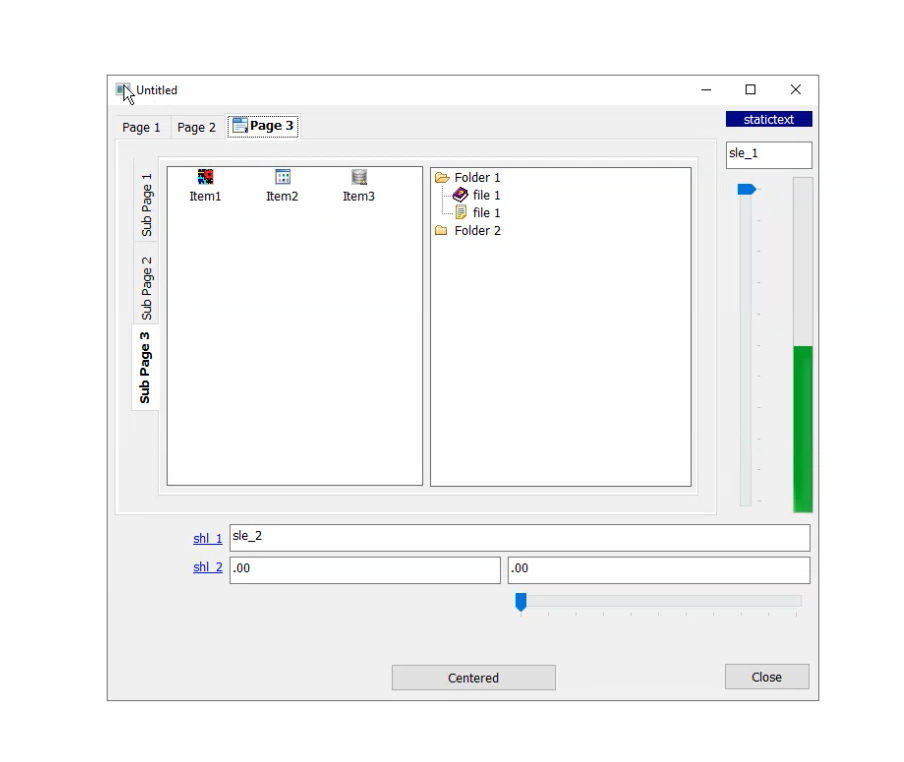 Untitled
Page 1
Page 2
Page 3
statictext
sle_1
Sub Page 1
Sub Page 2
Sub Page 3
Item1
Item2
Item3
Folder 1
file 1
file 1
Folder 2
shl_1
sle_2
shl_2
.00
.00
Centered
Close